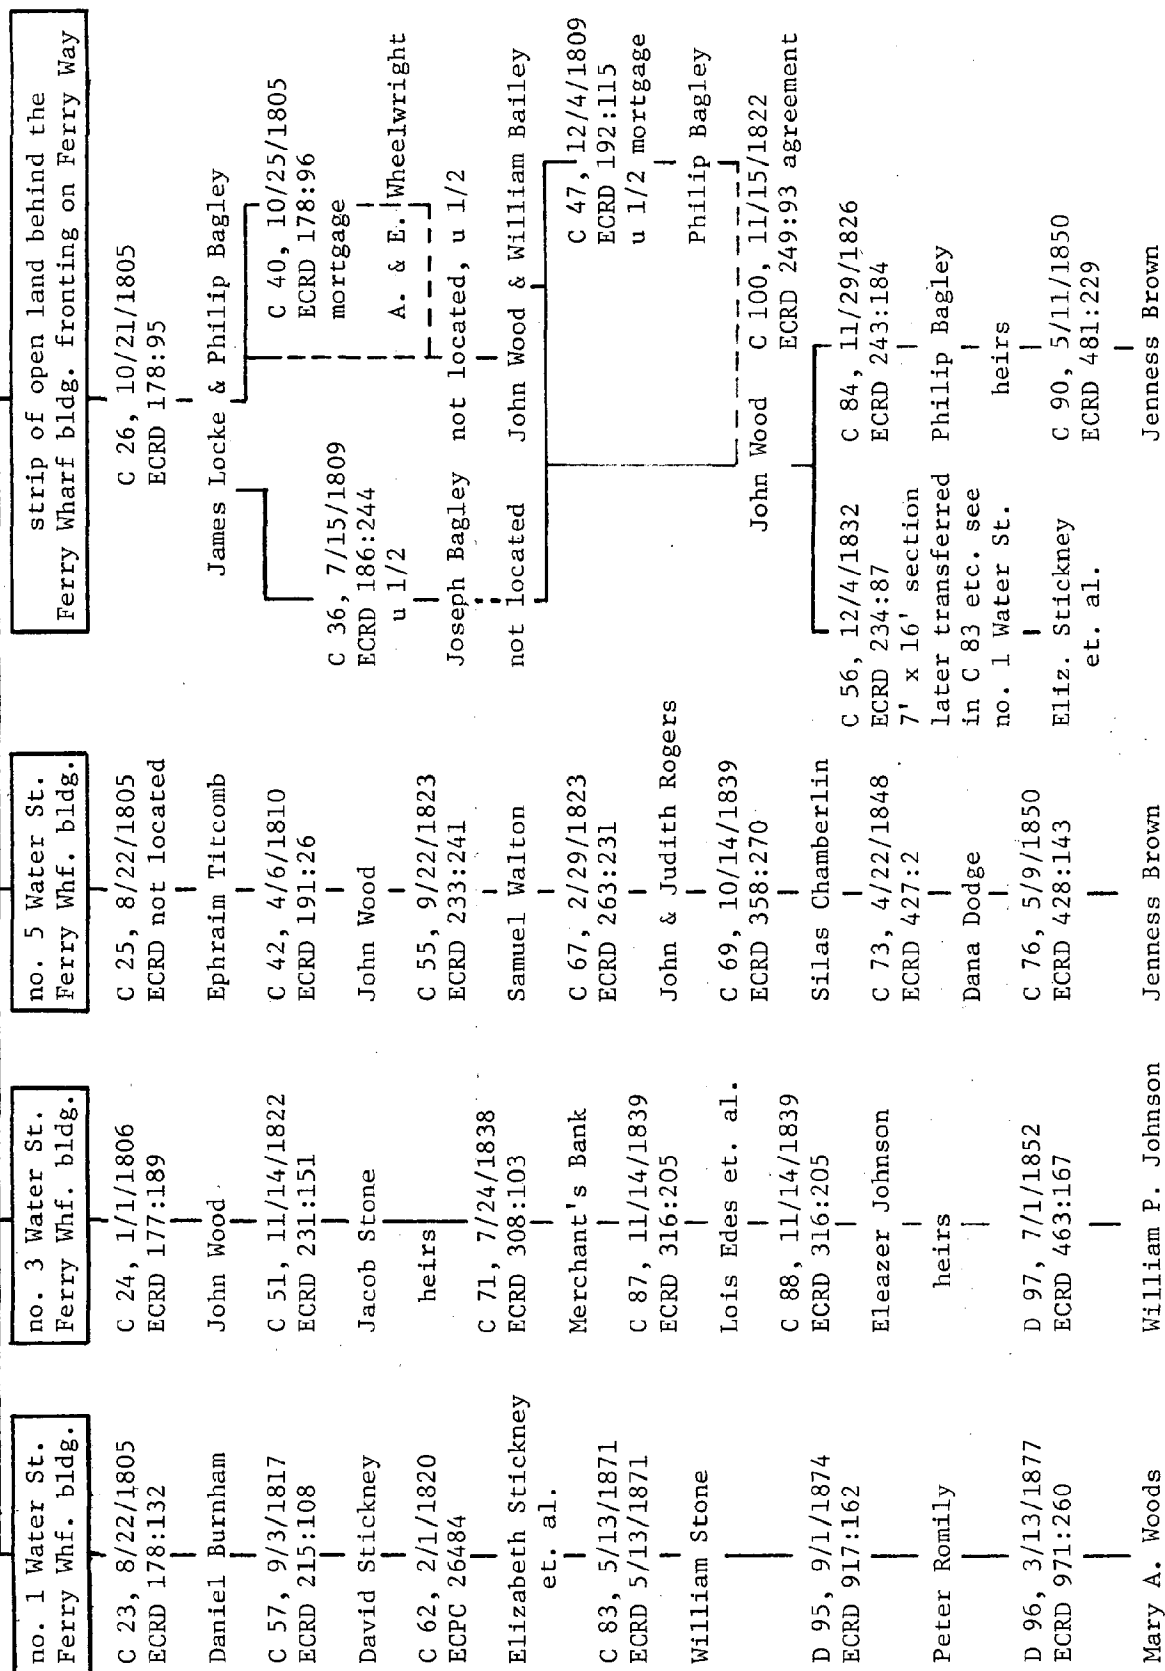 no. 1 Water St.
Ferry Whf. bldg.
C 23, 8/22/1805
ECRD 178:132
Daniel Burnham
C 57, 9/3/1817
ECRD 215:108
David Stickney
C 62, 2/1/1820
ECPC 26484
Elizabeth Stickney
et. al.
C 83, 5/13/1871
ECRD 5/13/1871
William Stone
D 95, 9/1/1874
ECRD 917:162
Peter Romily
D 96, 3/13/1877
ECRD 971:260
Mary A. Woods
no. 3 Water St.
Ferry Whf. bldg.
C 24, 1/1/1806
ECRD 177:189
John Wood
C 51, 11/14/1822
ECRD 231:151
Jacob Stone
heirs
C 71, 7/24/1838
ECRD 308:103
Merchant's Bank
C 87, 11/14/1839
ECRD 316:205
Lois Edes et. al.
C 88, 11/14/1839
ECRD 316:205
Eleazer Johnson
heirs
D 97, 7/1/1852
ECRD 463:167
William P. Johnson
no. 5 Water St.
Ferry Whf. bldg.
C 25, 8/22/1805
ECRD not located
Ephraim Titcomb
C 42, 4/6/1810
ECRD 191:26
John Wood
C 55, 9/22/1823
ECRD 233:241
Samuel Walton
C 67, 2/29/1823
ECRD 263:231
John & Judith Rogers
C 69, 10/14/1839
ECRD 358:270
Silas Chamberlin
C 73, 4/22/1848
ECRD 427:2
Dana Dodge
C 76, 5/9/1850
ECRD 428:143
Jenness Brown
strip of open land behind the
Ferry Wharf bldg. fronting on Ferry Way
C 26, 10/21/1805
ECRD 178:95
James Locke & Philip Bagley
C 36, 7/15/1809
ECRD 186:244
u 1/2
Joseph Bagley
not located
C 40, 10/25/1805
ECRD 178:96
mortgage
A. & E. Wheelwright
not located, u 1/2
John Wood & William Bailey
C 47, 12/4/1809
ECRD 192:115
u 1/2 mortgage
Philip Bagley
John Wood
C 100, 11/15/1822
ECRD 249:93 agreement
C 56, 12/4/1832
ECRD 234:87
7' x 16' section
later transferred
in C 83 etc. see
no. 1 Water St.
Eliz. Stickney
et. al.
C 84, 11/29/1826
ECRD 243:184
Philip Bagley
heirs
C 90, 5/11/1850
ECRD 481:229
Jenness Brown